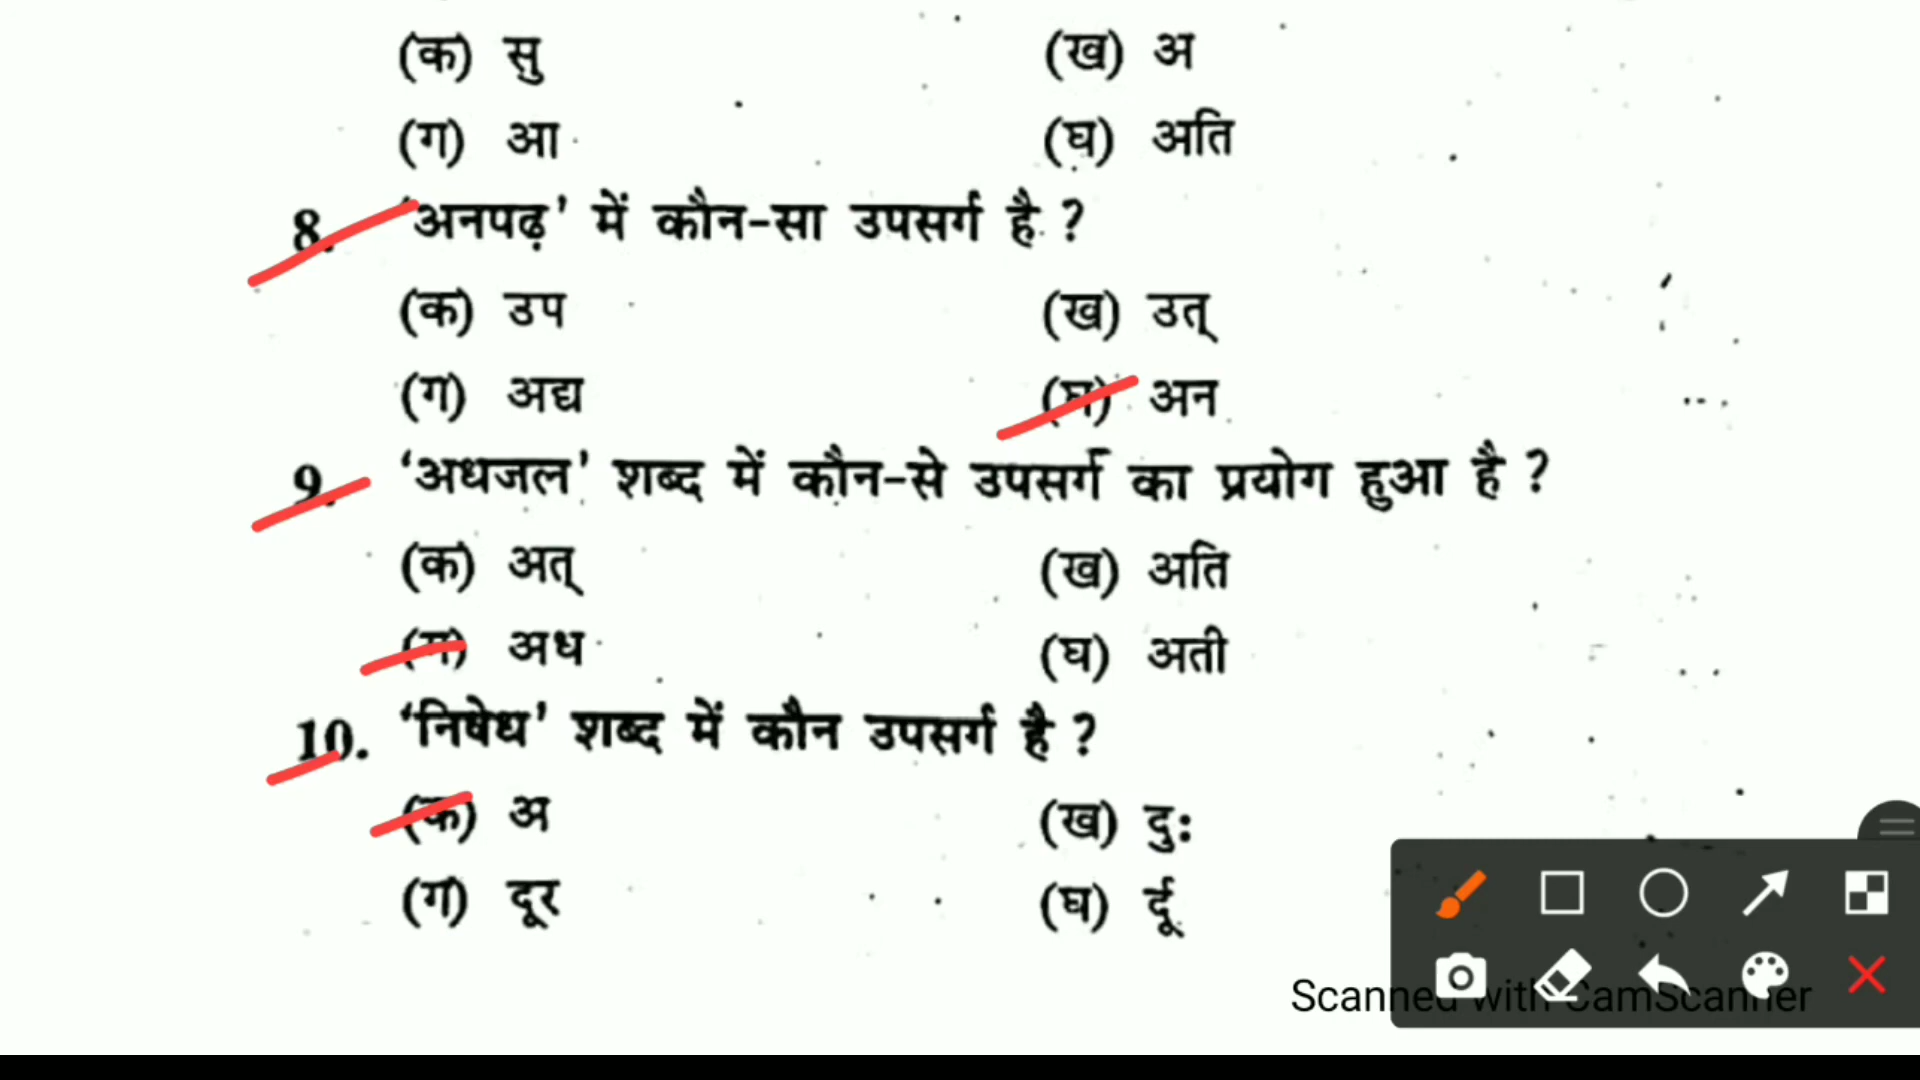 (क) सु (ख) अ
(ग) आ (घ) अति
8. 'अनपढ़' में कौन-सा उपसर्ग है ?
(क) उप (ख) उत्
(ग) अद्य (घ) अन
9. 'अधजल' शब्द में कौन-से उपसर्ग का प्रयोग हुआ है ?
(क) अत् (ख) अति
(ग) अध (घ) अती
10. 'निषेध' शब्द में कौन उपसर्ग है ?
(क) अ (ख) दुः
(ग) दूर (घ) र्दू
Scanned with CamScanner